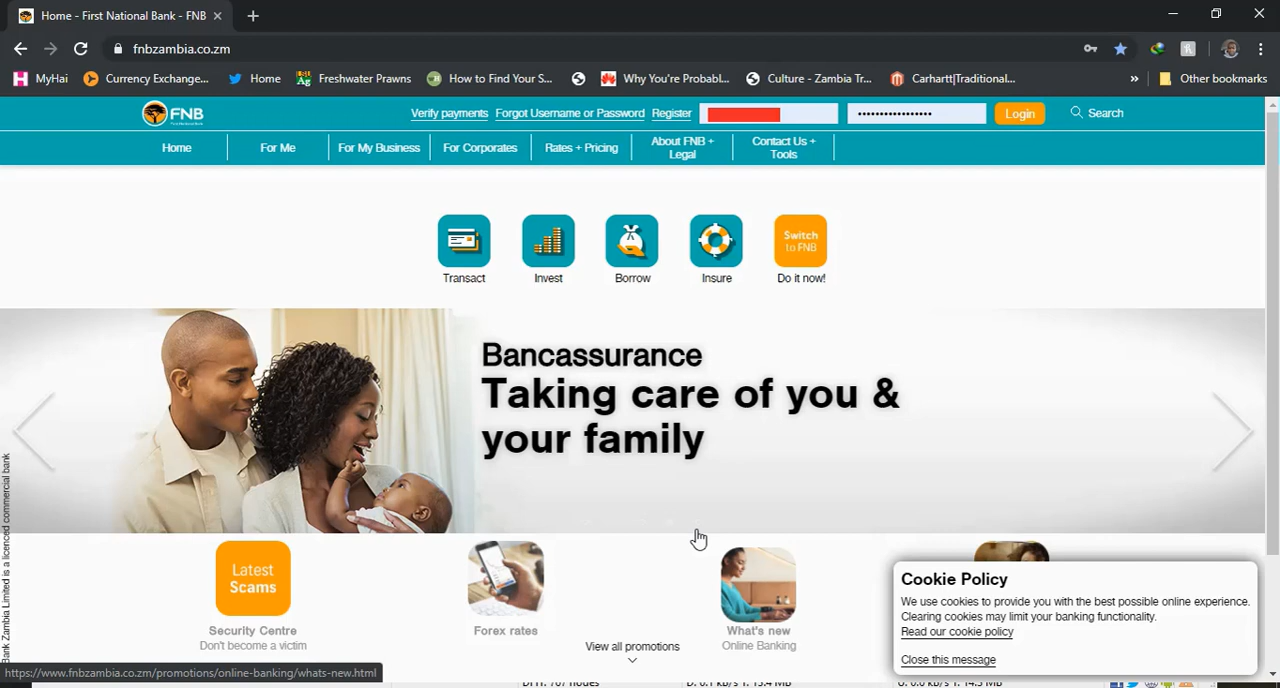 Home - First National Bank - FNB
fnbzambia.co.zm
MyHai
Currency Exchange...
Home
Freshwater Prawns
How to Find Your S...
Why You're Probabl...
Culture - Zambia Tr...
Carhartt|Traditional...
Other bookmarks
FNB
First National Bank
Verify payments
Forgot Username or Password
Register
••••••••••••••••
Login
Search
Home
For Me
For My Business
For Corporates
Rates + Pricing
About FNB +
Legal
Contact Us +
Tools
Transact
Invest
Borrow
Insure
Switch
to FNB
Do it now!
Bancassurance
Taking care of you &
your family
Bank Zambia Limited is a licenced commercial bank
Latest
Scams
Security Centre
Don't become a victim
Forex rates
View all promotions
What's new
Online Banking
Cookie Policy
We use cookies to provide you with the best possible online experience.
Clearing cookies may limit your banking functionality.
Read our cookie policy
Close this message
https://www.fnbzambia.co.zm/promotions/online-banking/whats-new.html